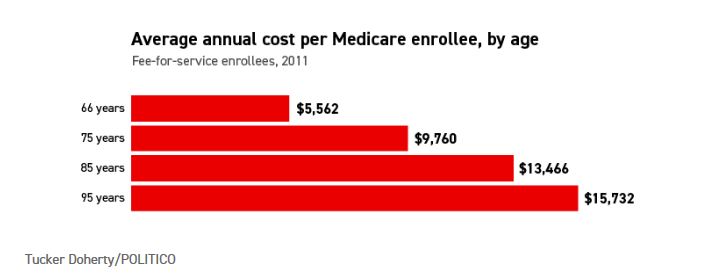 Average annual cost per Medicare enrollee, by age
Fee-for-service enrollees, 2011
66 years $5,562
75 years $9,760
85 years $13,466
95 years $15,732
Tucker Doherty/POLITICO